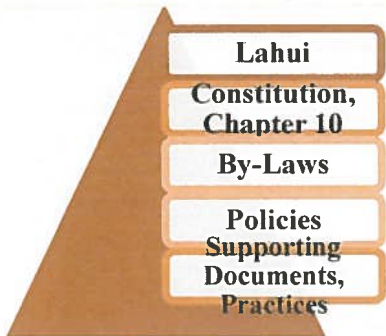 Lahui
Constitution,
Chapter 10
By-Laws
Policies
Supporting
Documents,
Practices